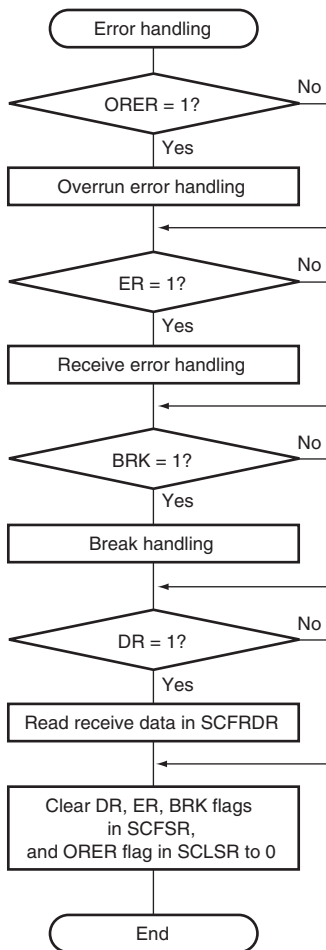 Error handling
No
ORER = 1?
Yes
Overrun error handling
No
ER = 1?
Yes
Receive error handling
No
BRK = 1?
Yes
Break handling
No
DR = 1?
Yes
Read receive data in SCFRDR
Clear DR, ER, BRK flags
in SCFSR,
and ORER flag in SCLSR to 0
End